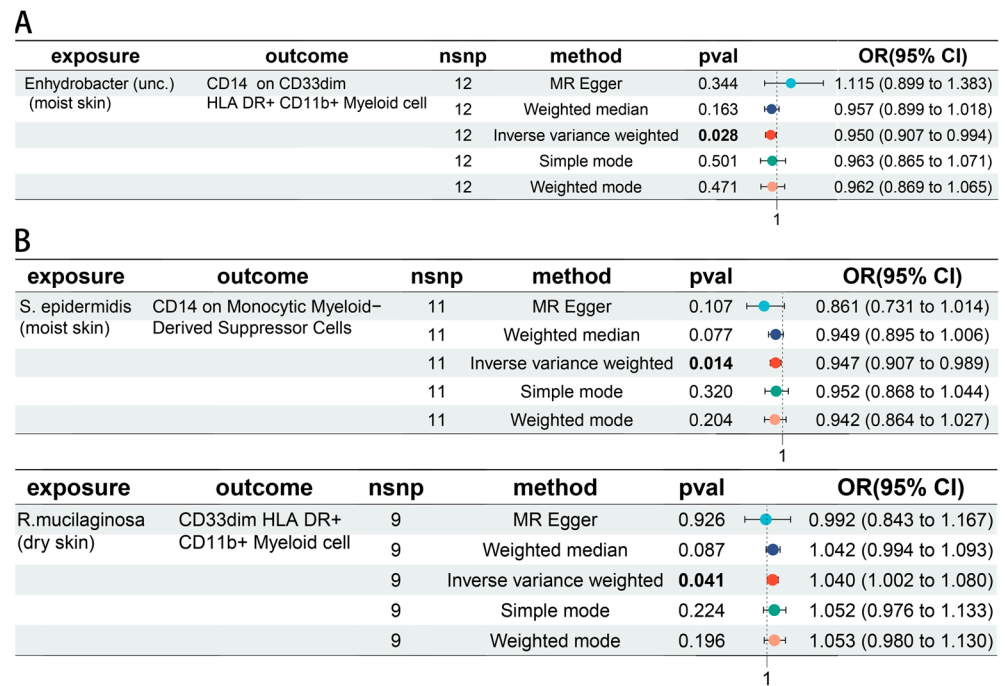 A
exposure outcome nsnp method pval OR(95% CI)
Enhydrobacter (unc.) CD14 on CD33dim 12 MR Egger 0.344 1.115 (0.899 to 1.383)
(moist skin) HLA DR+ CD11b+ Myeloid cell
12 Weighted median 0.163 0.957 (0.899 to 1.018)
12 Inverse variance weighted 0.028 0.950 (0.907 to 0.994)
12 Simple mode 0.501 0.963 (0.865 to 1.071)
12 Weighted mode 0.471 0.962 (0.869 to 1.065)
1
B
exposure outcome nsnp method pval OR(95% CI)
S. epidermidis CD14 on Monocytic Myeloid− 11 MR Egger 0.107 0.861 (0.731 to 1.014)
(moist skin) Derived Suppressor Cells
11 Weighted median 0.077 0.949 (0.895 to 1.006)
11 Inverse variance weighted 0.014 0.947 (0.907 to 0.989)
11 Simple mode 0.320 0.952 (0.868 to 1.044)
11 Weighted mode 0.204 0.942 (0.864 to 1.027)
1
exposure outcome nsnp method pval OR(95% CI)
R.mucilaginosa CD33dim HLA DR+ 9 MR Egger 0.926 0.992 (0.843 to 1.167)
(dry skin) CD11b+ Myeloid cell
9 Weighted median 0.087 1.042 (0.994 to 1.093)
9 Inverse variance weighted 0.041 1.040 (1.002 to 1.080)
9 Simple mode 0.224 1.052 (0.976 to 1.133)
9 Weighted mode 0.196 1.053 (0.980 to 1.130)
1